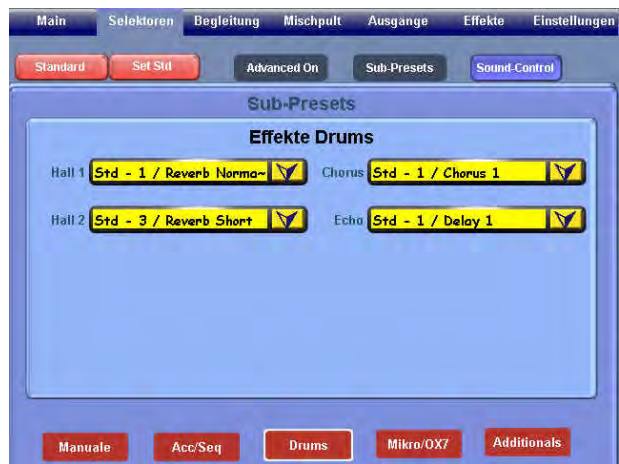 Main Selektoren Begleitung Mischpult Ausgange Effekte Einstellungen
Standard Set Std Advanced On Sub-Presets Sound-Control
Sub-Presets
Effekte Drums
Hall 1 Std - 1 / Reverb Norma~ Chorus Std - 1 / Chorus 1
Hall 2 Std - 3 / Reverb Short Echo Std - 1 / Delay 1
Manuale Acc/Seq Drums Mikro/OX7 Additionals